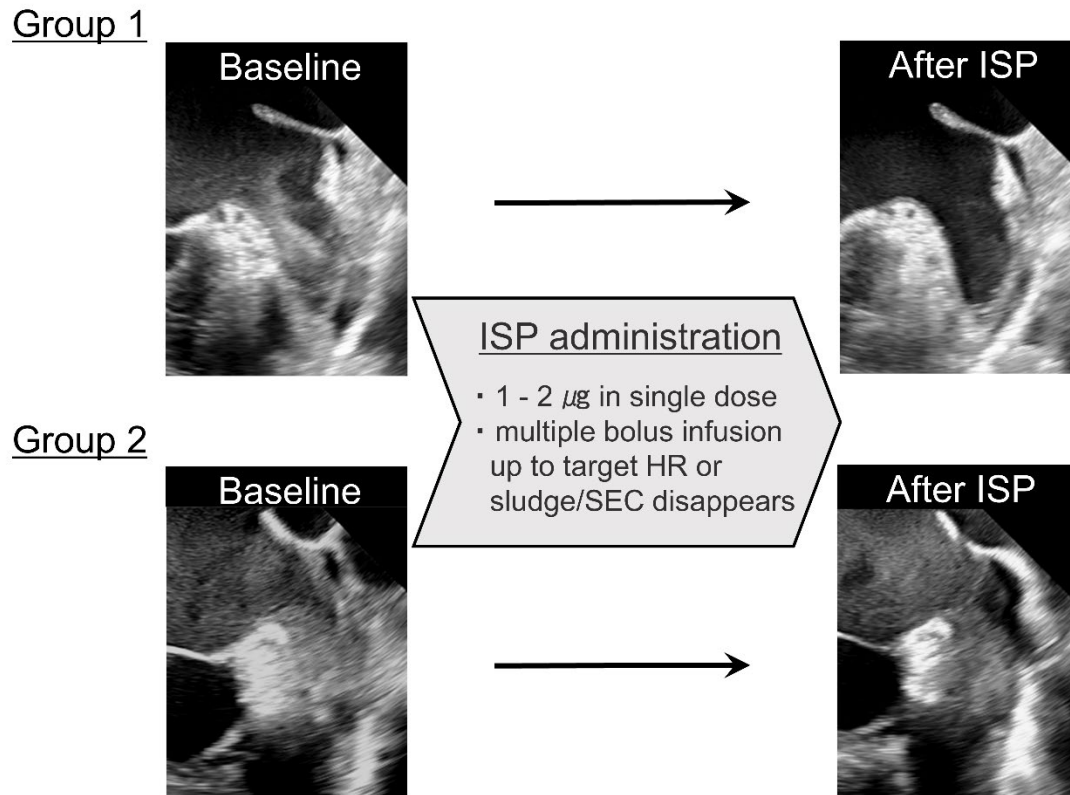 Group 1
Baseline
After ISP
ISP administration
・1 - 2 ㎍ in single dose
・multiple bolus infusion
up to target HR or
sludge/SEC disappears
Group 2
Baseline
After ISP